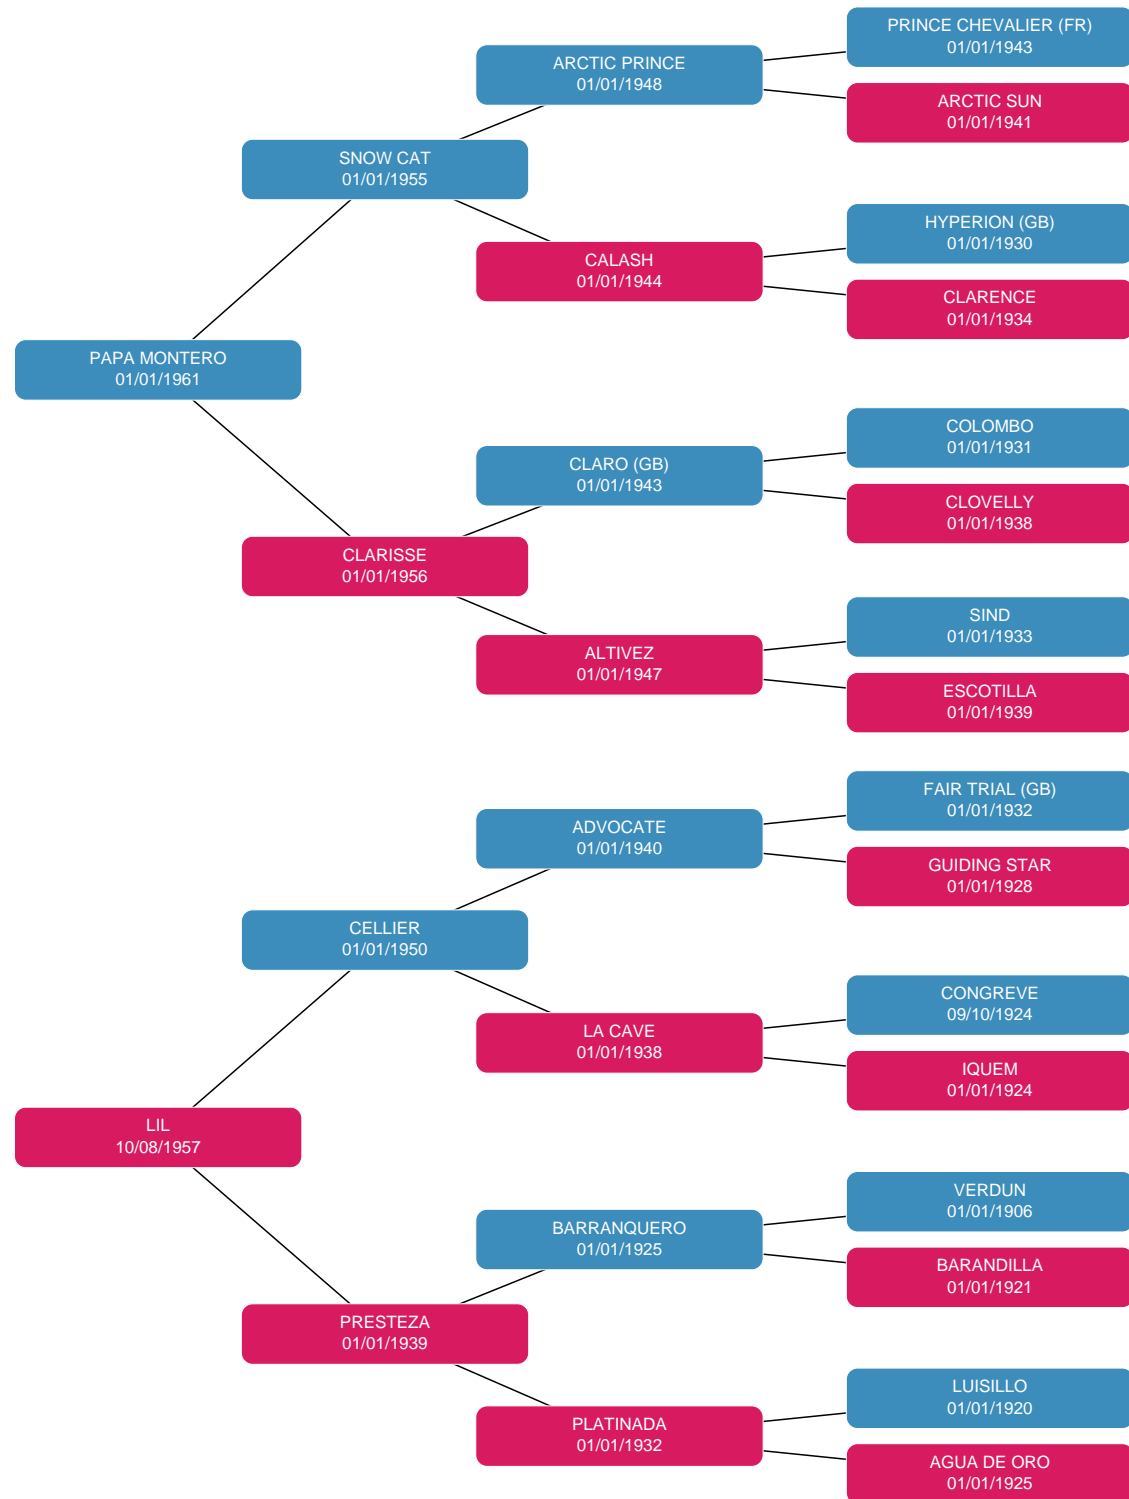 PRINCE CHEVALIER (FR)
01/01/1943
ARCTIC PRINCE
01/01/1948
ARCTIC SUN
01/01/1941
SNOW CAT
01/01/1955
HYPERION (GB)
01/01/1930
CALASH
01/01/1944
CLARENCE
01/01/1934
PAPA MONTERO
01/01/1961
COLOMBO
01/01/1931
CLARO (GB)
01/01/1943
CLOVELLY
01/01/1938
CLARISSE
01/01/1956
SIND
01/01/1933
ALTIVEZ
01/01/1947
ESCOTILLA
01/01/1939
FAIR TRIAL (GB)
01/01/1932
ADVOCATE
01/01/1940
GUIDING STAR
01/01/1928
CELLIER
01/01/1950
CONGREVE
09/10/1924
LA CAVE
01/01/1938
IQUEM
01/01/1924
LIL
10/08/1957
VERDUN
01/01/1906
BARRANQUERO
01/01/1925
BARANDILLA
01/01/1921
PRESTEZA
01/01/1939
LUISILLO
01/01/1920
PLATINADA
01/01/1932
AGUA DE ORO
01/01/1925